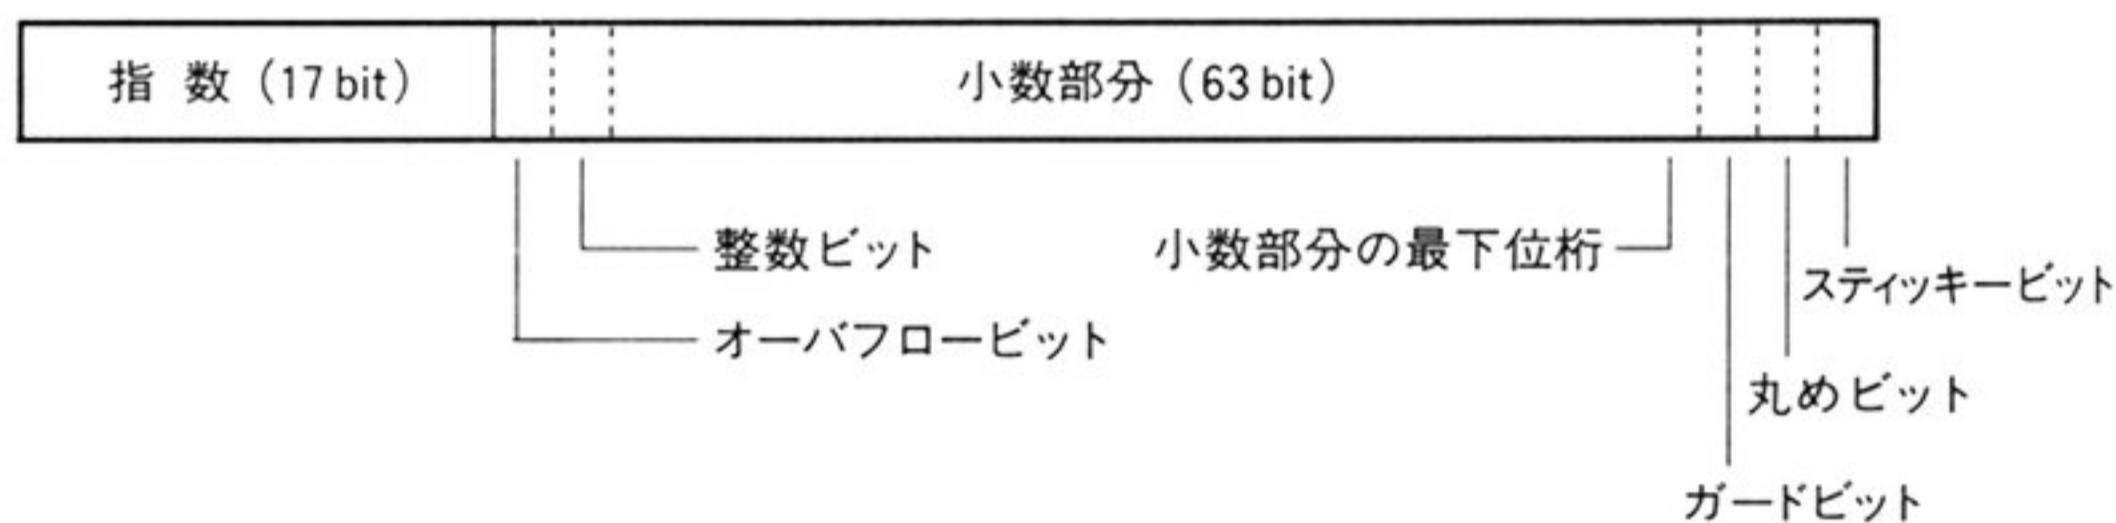 指 数 (17 bit) 小数部分 (63 bit)
整数ビット 小数部分の最下位桁
スティッキービット
オーバフロービット
丸めビット
ガードビット